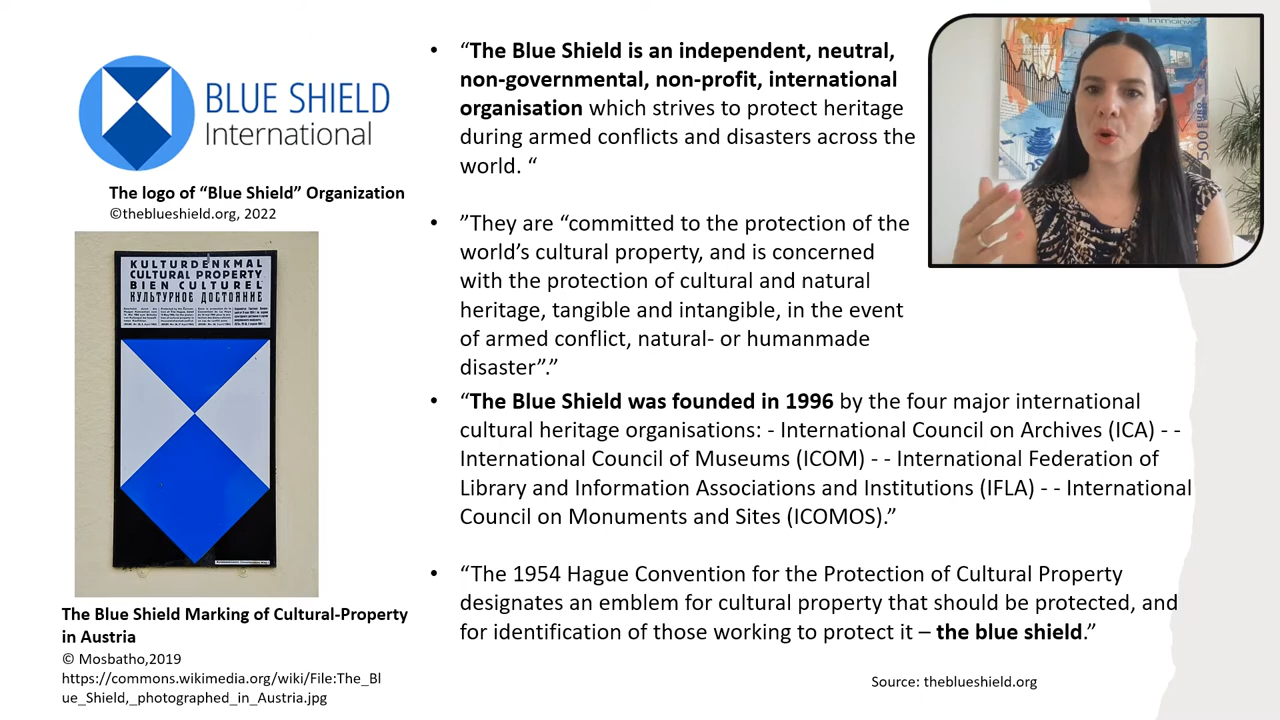 BLUE SHIELD
International
The logo of “Blue Shield” Organization
©theblueshield.org, 2022
KULTURDENKMAL
CULTURAL PROPERTY
BIEN CULTUREL
КУЛЬТУРНОЕ ДОСТОЯНИЕ
The Blue Shield Marking of Cultural-Property
in Austria
© Mosbatho,2019
https://commons.wikimedia.org/wiki/File:The_Bl
ue_Shield,_photographed_in_Austria.jpg
• “The Blue Shield is an independent, neutral,
non-governmental, non-profit, international
organisation which strives to protect heritage
during armed conflicts and disasters across the
world. “
• ”They are “committed to the protection of the
world’s cultural property, and is concerned
with the protection of cultural and natural
heritage, tangible and intangible, in the event
of armed conflict, natural- or humanmade
disaster”.”
• “The Blue Shield was founded in 1996 by the four major international
cultural heritage organisations: - International Council on Archives (ICA) - -
International Council of Museums (ICOM) - - International Federation of
Library and Information Associations and Institutions (IFLA) - - International
Council on Monuments and Sites (ICOMOS).”
• “The 1954 Hague Convention for the Protection of Cultural Property
designates an emblem for cultural property that should be protected, and
for identification of those working to protect it – the blue shield.”
Source: theblueshield.org
500 EURO